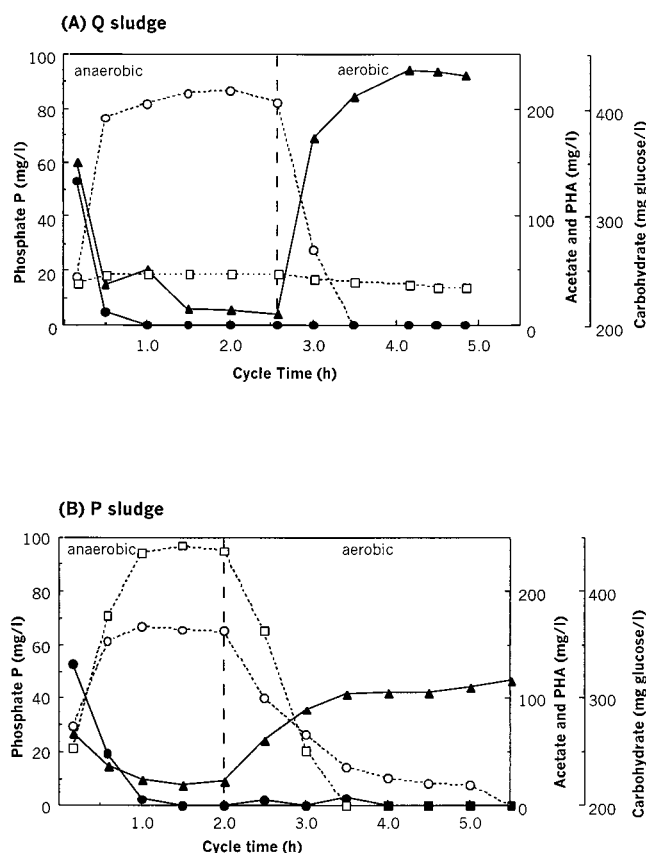 (A) Q sludge
100
80
60
40
20
0
Phosphate P (mg/l)
anaerobic
aerobic
200
100
0
Acetate and PHA (mg/l)
400
300
200
Carbohydrate (mg glucose/l)
1.0 2.0 3.0 4.0 5.0
Cycle Time (h)
(B) P sludge
100
80
60
40
20
0
Phosphate P (mg/l)
anaerobic
aerobic
200
100
0
Acetate and PHA (mg/l)
400
300
200
Carbohydrate (mg glucose/l)
1.0 2.0 3.0 4.0 5.0
Cycle time (h)